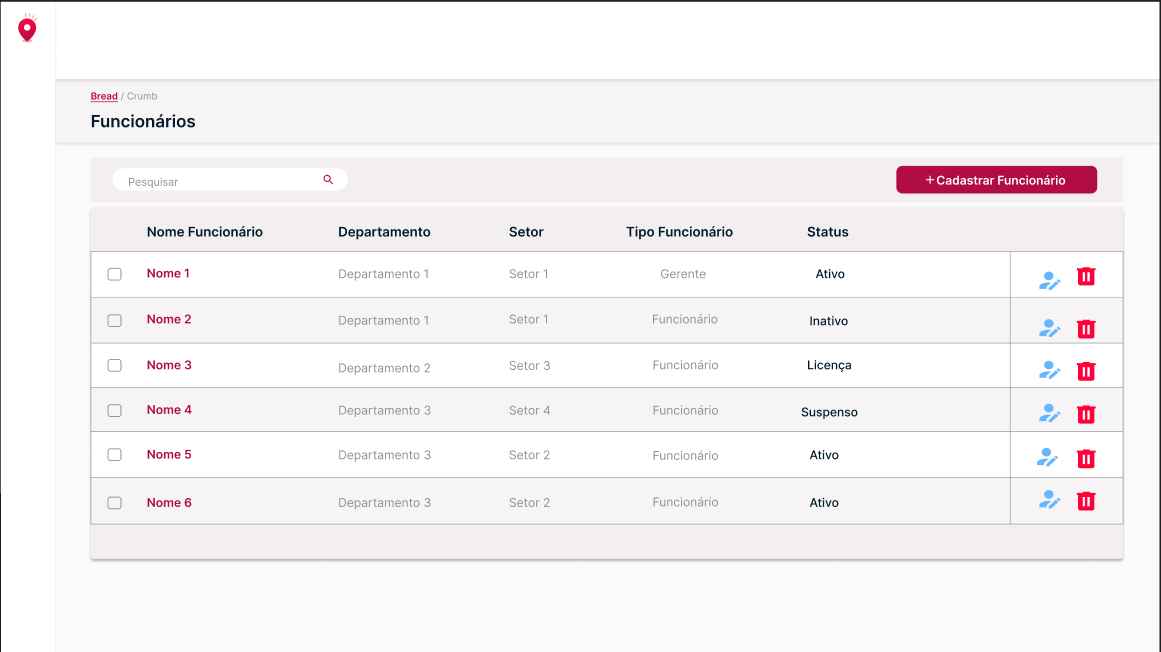 Bread / Crumb
Funcionários
Pesquisar
+Cadastrar Funcionário
Nome Funcionário Departamento Setor Tipo Funcionário Status
Nome 1 Departamento 1 Setor 1 Gerente Ativo
Nome 2 Departamento 1 Setor 1 Funcionário Inativo
Nome 3 Departamento 2 Setor 3 Funcionário Licença
Nome 4 Departamento 3 Setor 4 Funcionário Suspenso
Nome 5 Departamento 3 Setor 2 Funcionário Ativo
Nome 6 Departamento 3 Setor 2 Funcionário Ativo